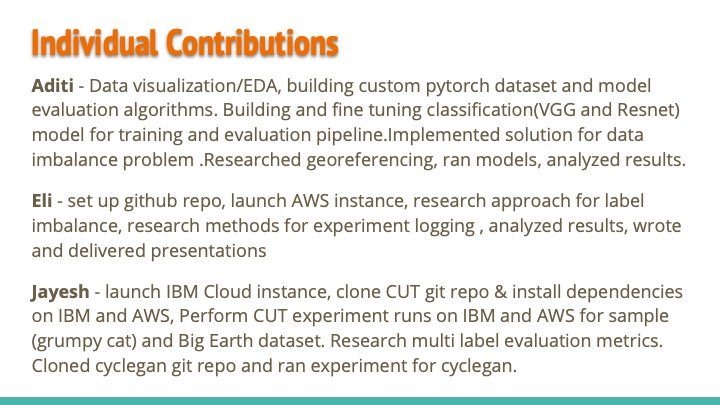 Individual Contributions
Aditi - Data visualization/EDA, building custom pytorch dataset and model
evaluation algorithms. Building and fine tuning classification(VGG and Resnet)
model for training and evaluation pipeline.Implemented solution for data
imbalance problem .Researched georeferencing, ran models, analyzed results.
Eli - set up github repo, launch AWS instance, research approach for label
imbalance, research methods for experiment logging , analyzed results, wrote
and delivered presentations
Jayesh - launch IBM Cloud instance, clone CUT git repo & install dependencies
on IBM and AWS, Perform CUT experiment runs on IBM and AWS for sample
(grumpy cat) and Big Earth dataset. Research multi label evaluation metrics.
Cloned cyclegan git repo and ran experiment for cyclegan.